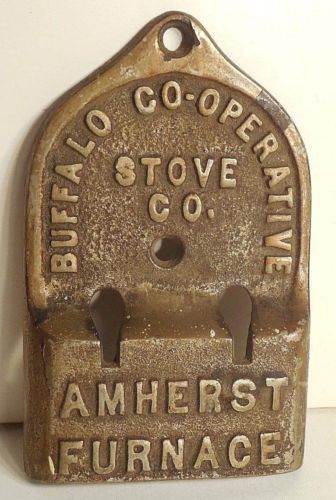 BUFFALO CO-OPERATIVE
STOVE
CO.
AMHERST
FURNACE